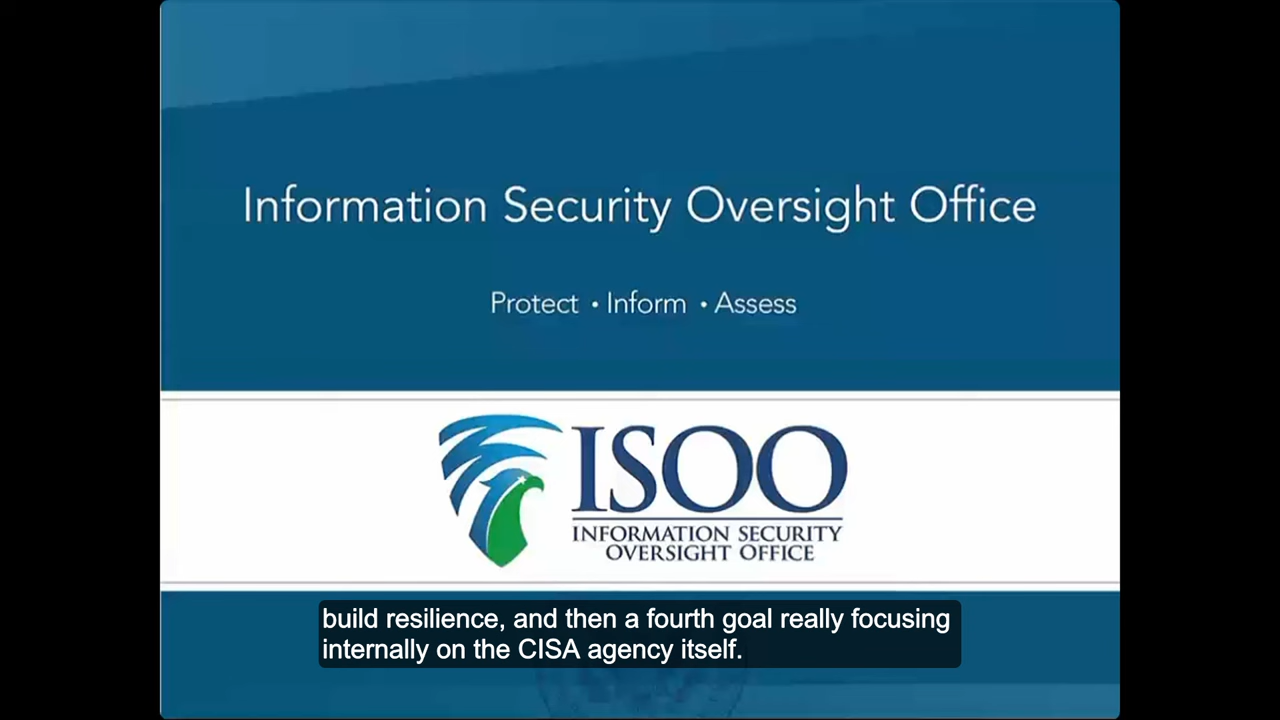 Information Security Oversight Office
Protect • Inform • Assess
ISOO
INFORMATION SECURITY
OVERSIGHT OFFICE
build resilience, and then a fourth goal really focusing
internally on the CISA agency itself.